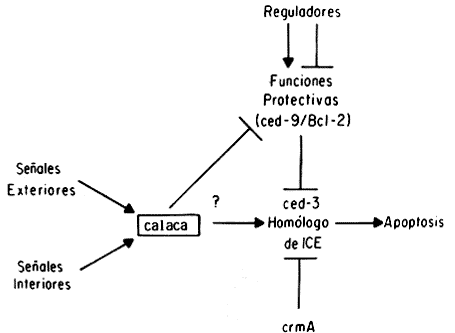 Reguladores
Funciones
Protectivas
(ced-9/Bcl-2)
Señales
Exteriores
?
calaca
ced-3
Homólogo
de ICE
Apoptosis
Señales
Interiores
crmA